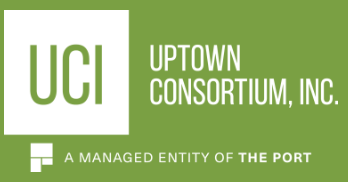 UCI
UPTOWN
CONSORTIUM, INC.
A MANAGED ENTITY OF THE PORT